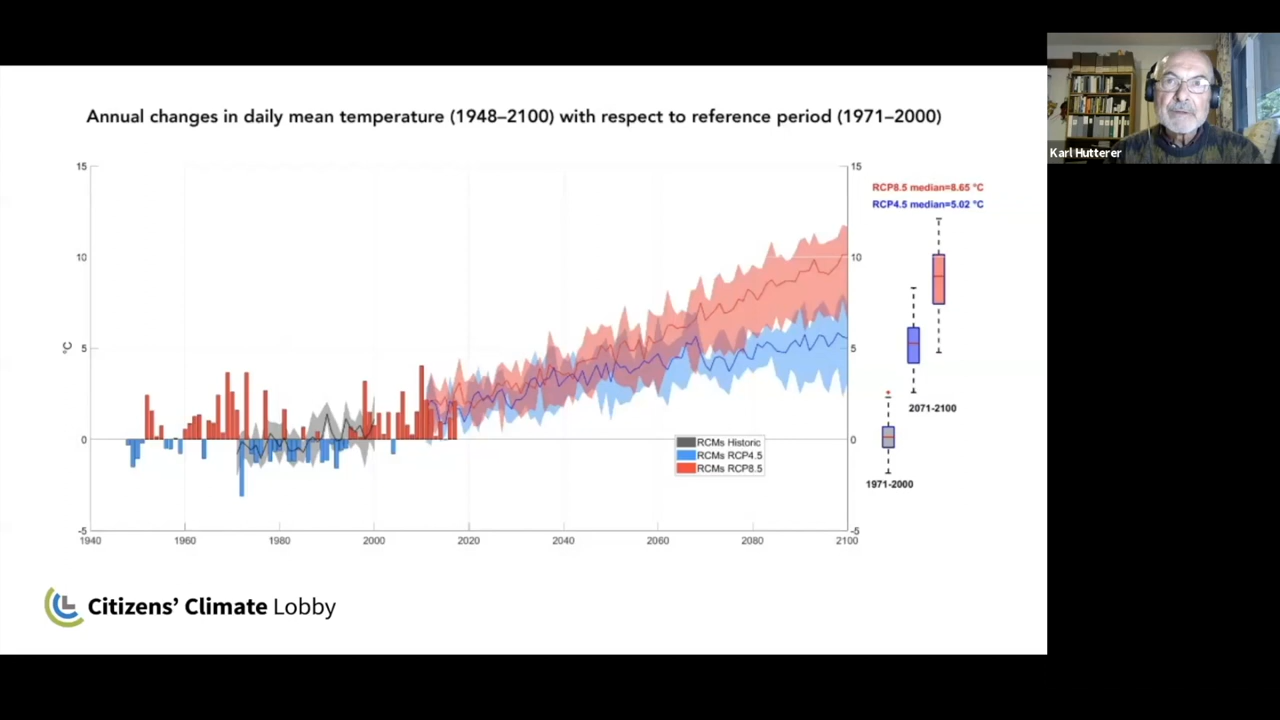 Karl Hutterer
Annual changes in daily mean temperature (1948–2100) with respect to reference period (1971–2000)
15
10
5
0
-5
°C
1940
1960
1980
2000
2020
2040
2060
2080
2100
RCMs Historic
RCMs RCP4.5
RCMs RCP8.5
15
10
5
0
-5
RCP8.5 median=8.65 °C
RCP4.5 median=5.02 °C
2071-2100
1971-2000
Citizens’ Climate Lobby